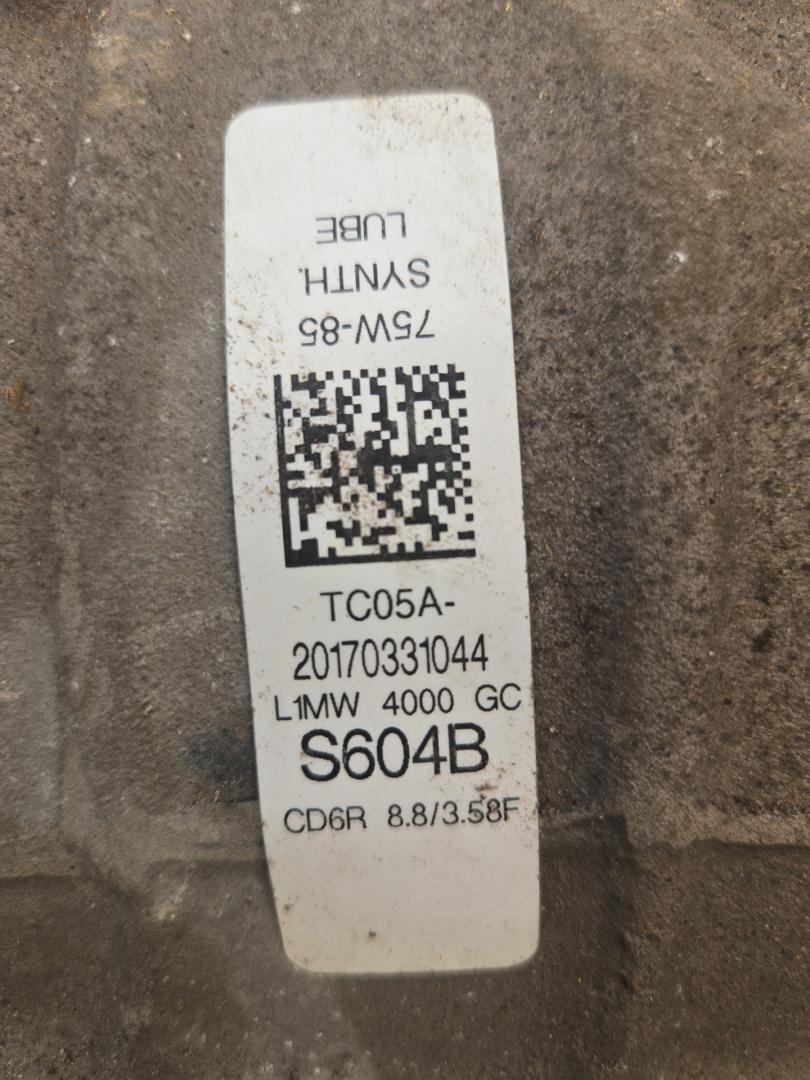 75W-85
SYNTH.
LUBE
TC05A-
20170331044
L1MW 4000 GC
S604B
CD6R 8.8/3.58F